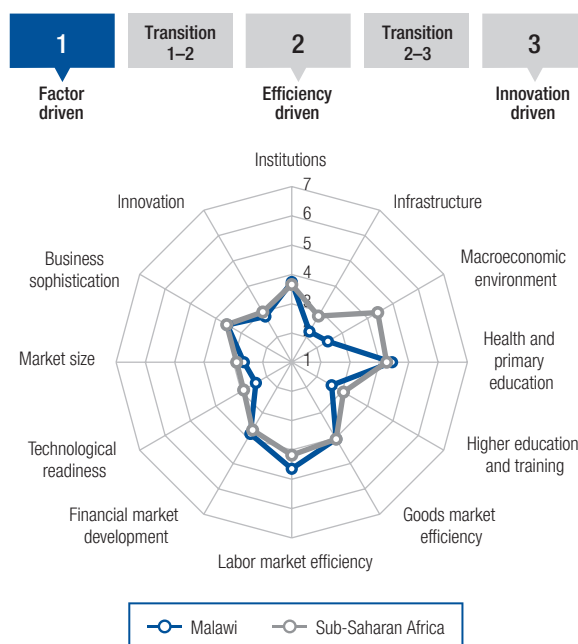 1
Transition
1–2
2
Transition
2–3
3
Factor
driven
Efficiency
driven
Innovation
driven
Institutions
7
Innovation
Infrastructure
6
5
Business
sophistication
Macroeconomic
environment
4
3
2
Market size
1
Health and
primary
education
Technological
readiness
Higher education
and training
Financial market
development
Goods market
efficiency
Labor market efficiency
Malawi
Sub-Saharan Africa